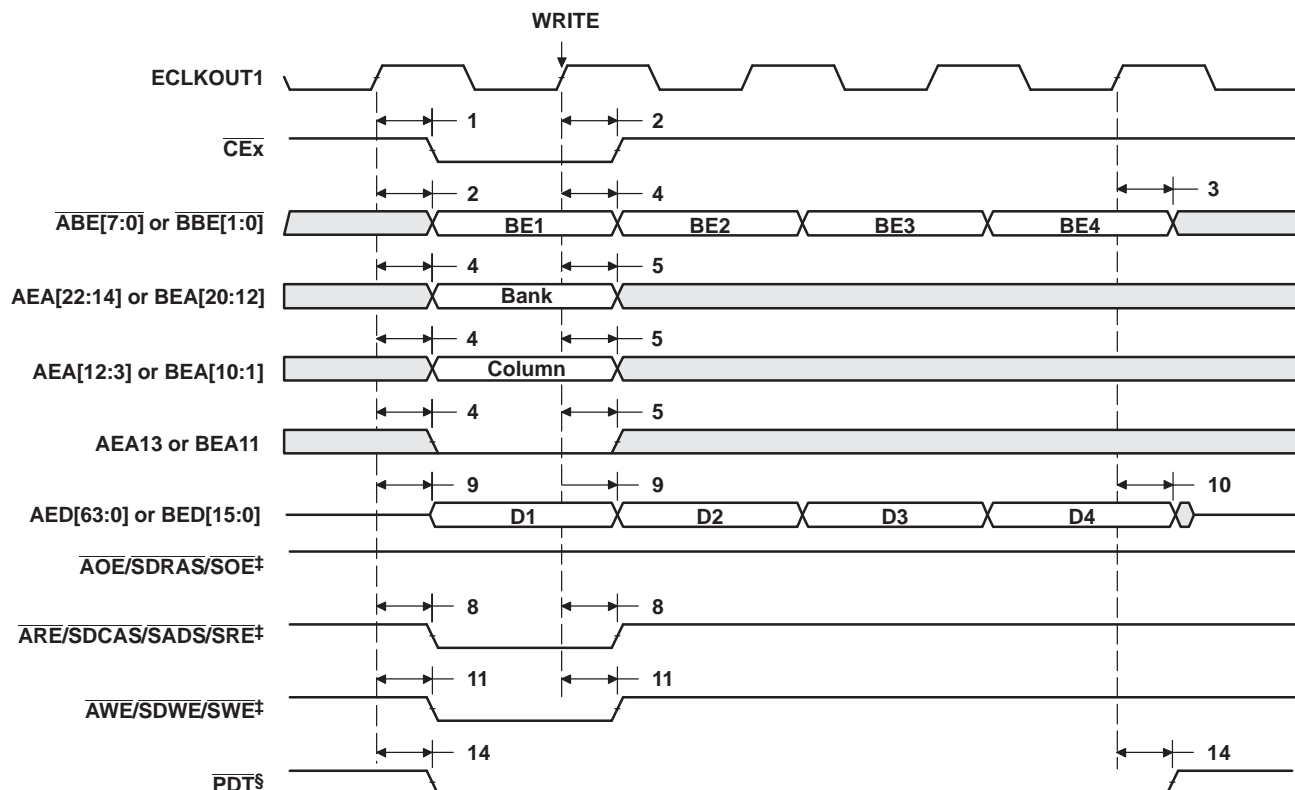 WRITE
ECLKOUT1
1 2
CEx
2 4 3
ABE[7:0] or BBE[1:0] BE1 BE2 BE3 BE4
4 5
AEA[22:14] or BEA[20:12] Bank
4 5
AEA[12:3] or BEA[10:1] Column
4 5
AEA13 or BEA11
9 9 10
AED[63:0] or BED[15:0] D1 D2 D3 D4
AOE/SDRAS/SOE‡
8 8
ARE/SDCAS/SADS/SRE‡
11 11
AWE/SDWE/SWE‡
14 14
PDT§